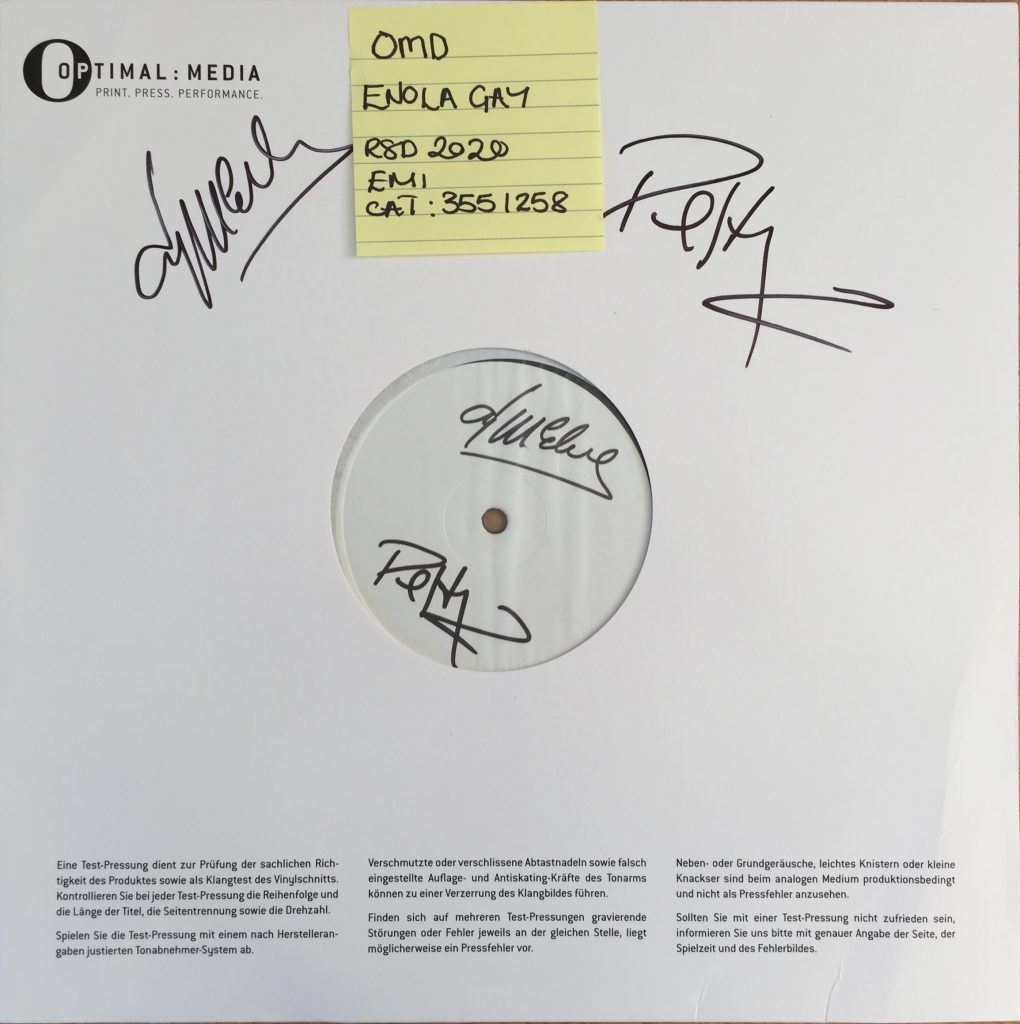 OPTIMAL : MEDIA
PRINT. PRESS. PERFORMANCE.
OMD
ENOLA GAY
RSD 2020
EMI
CAT : 3551258
Eine Test-Pressung dient zur Prüfung der sachlichen Rich-
tigkeit des Produktes sowie als Klangtest des Vinylschnitts.
Kontrollieren Sie bei jeder Test-Pressung die Reihenfolge und
die Länge der Titel, die Seitentrennung sowie die Drehzahl.
Spielen Sie die Test-Pressung mit einem nach Herstelleran-
gaben justierten Tonabnehmer-System ab.
Verschmutzte oder verschlissene Abtastnadeln sowie falsch
eingestellte Auflage- und Antiskating-Kräfte des Tonarms
können zu einer Verzerrung des Klangbildes führen.
Finden sich auf mehreren Test-Pressungen gravierende
Störungen oder Fehler jeweils an der gleichen Stelle, liegt
möglicherweise ein Pressfehler vor.
Neben- oder Grundgeräusche, leichtes Knistern oder kleine
Knackser sind beim analogen Medium produktionsbedingt
und nicht als Pressfehler anzusehen.
Sollten Sie mit einer Test-Pressung nicht zufrieden sein,
informieren Sie uns bitte mit genauer Angabe der Seite, der
Spielzeit und des Fehlerbildes.